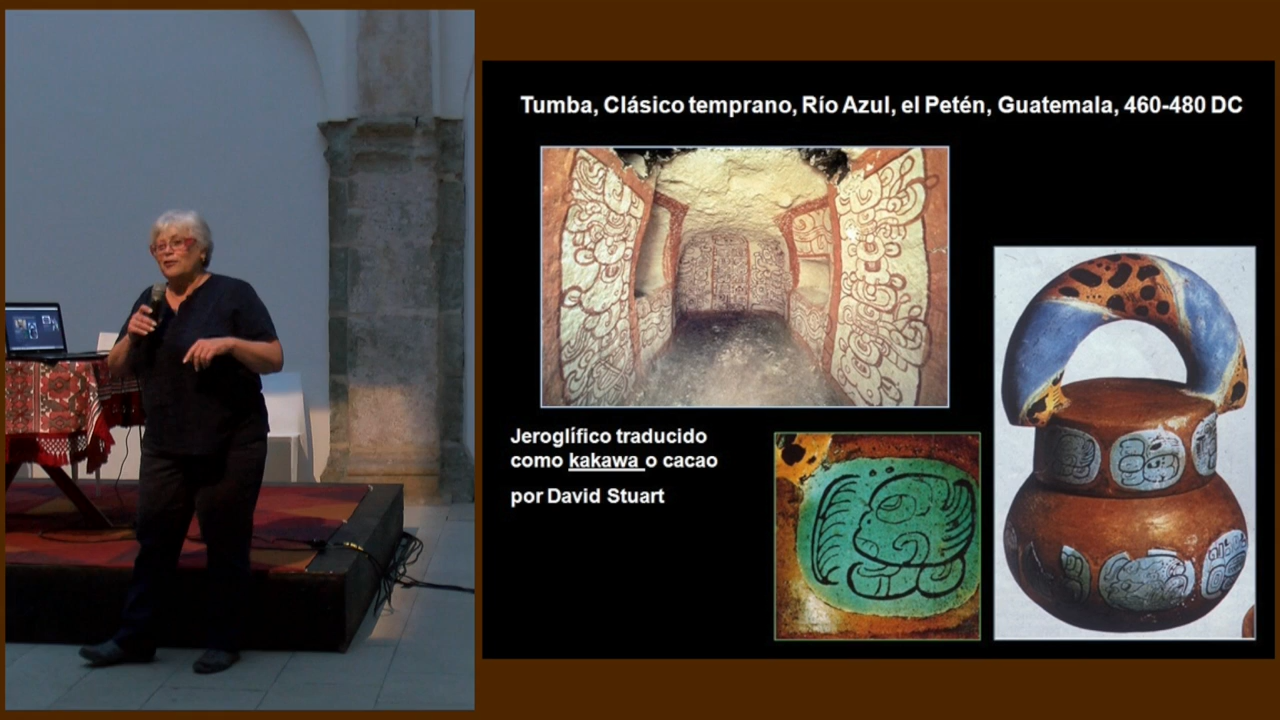 Tumba, Clásico temprano, Río Azul, el Petén, Guatemala, 460-480 DC
Jeroglífico traducido
como kakawa o cacao
por David Stuart